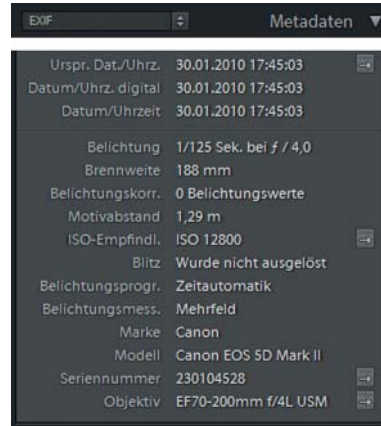 EXIF Metadaten
Urspr. Dat./Uhrz. 30.01.2010 17:45:03
Datum/Uhrz. digital 30.01.2010 17:45:03
Datum/Uhrzeit 30.01.2010 17:45:03
Belichtung 1/125 Sek. bei ƒ / 4,0
Brennweite 188 mm
Belichtungskorr. 0 Belichtungswerte
Motivabstand 1,29 m
ISO-Empfindl. ISO 12800
Blitz Wurde nicht ausgelöst
Belichtungsprogr. Zeitautomatik
Belichtungsmess. Mehrfeld
Marke Canon
Modell Canon EOS 5D Mark II
Seriennummer 230104528
Objektiv EF70-200mm f/4L USM